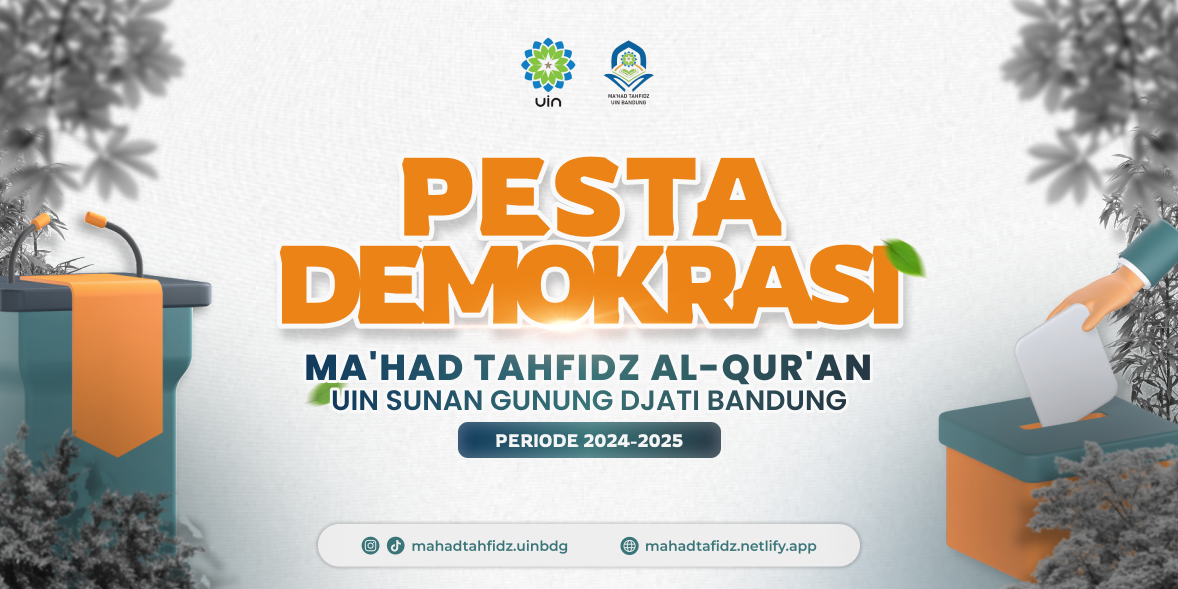 uin
MA'HAD TAHFIDZ
UIN BANDUNG
PESTA
DEMOKRASI
MA'HAD TAHFIDZ AL-QUR'AN
UIN SUNAN GUNUNG DJATI BANDUNG
PERIODE 2024-2025
mahadtahfidz.uinbdg
mahadtafidz.netlify.app